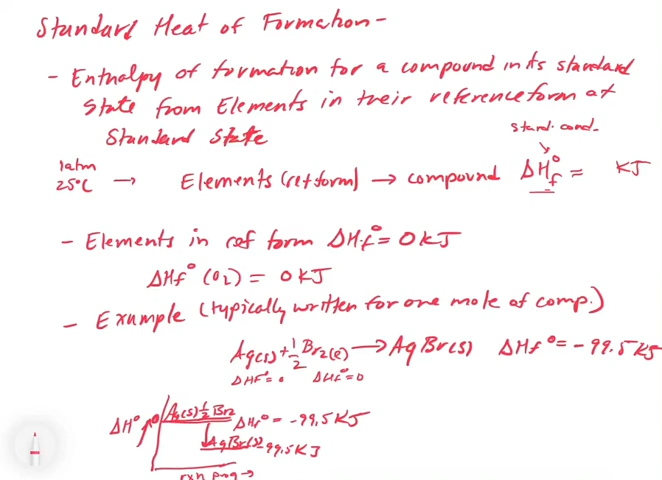 Standard Heat of Formation-
- Enthalpy of formation for a compound in its standard
state from Elements in their reference form at
Standard state
stand. cond.
1atm
25°C → Elements (ref form) → compound ΔH°f = KJ
- Elements in ref form ΔHf° = 0 KJ
ΔHf° (O2) = 0 KJ
- Example (typically written for one mole of comp.)
Ag(s) + 1/2 Br2(l) → AgBr(s) ΔHf° = -99.5 KJ
ΔHf° = 0 ΔHf° = 0
ΔH° ↑ 0 Ag(s) 1/2 Br2 ΔHf° = -99.5 KJ
AgBr(s) -99.5 KJ
rxn prog →